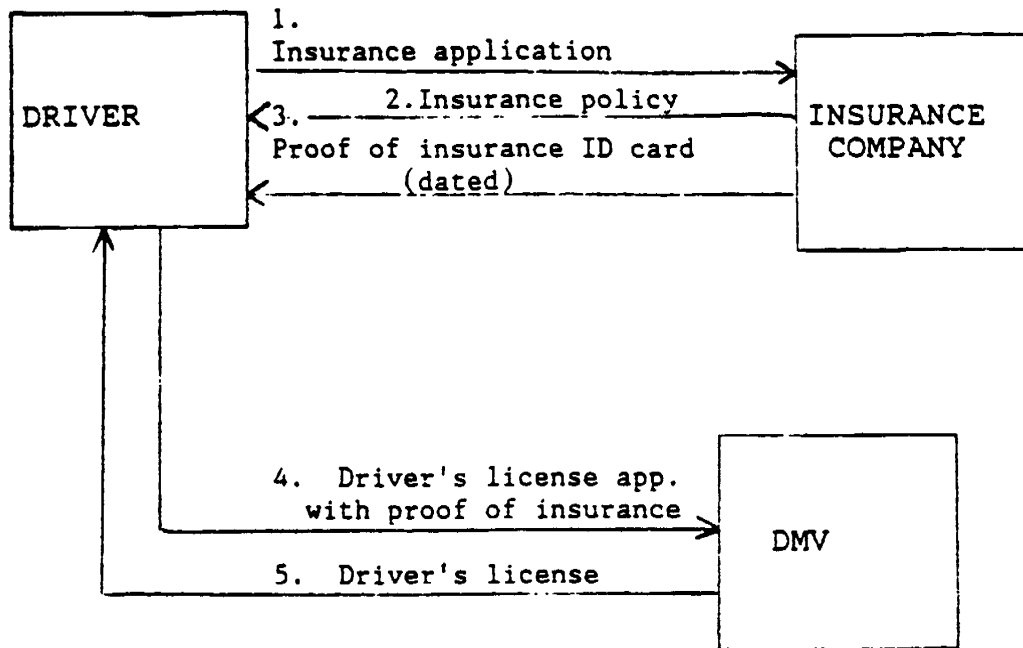 1.
Insurance application
DRIVER
2.Insurance policy
3.
INSURANCE
COMPANY
Proof of insurance ID card
(dated)
4. Driver's license app.
with proof of insurance
DMV
5. Driver's license